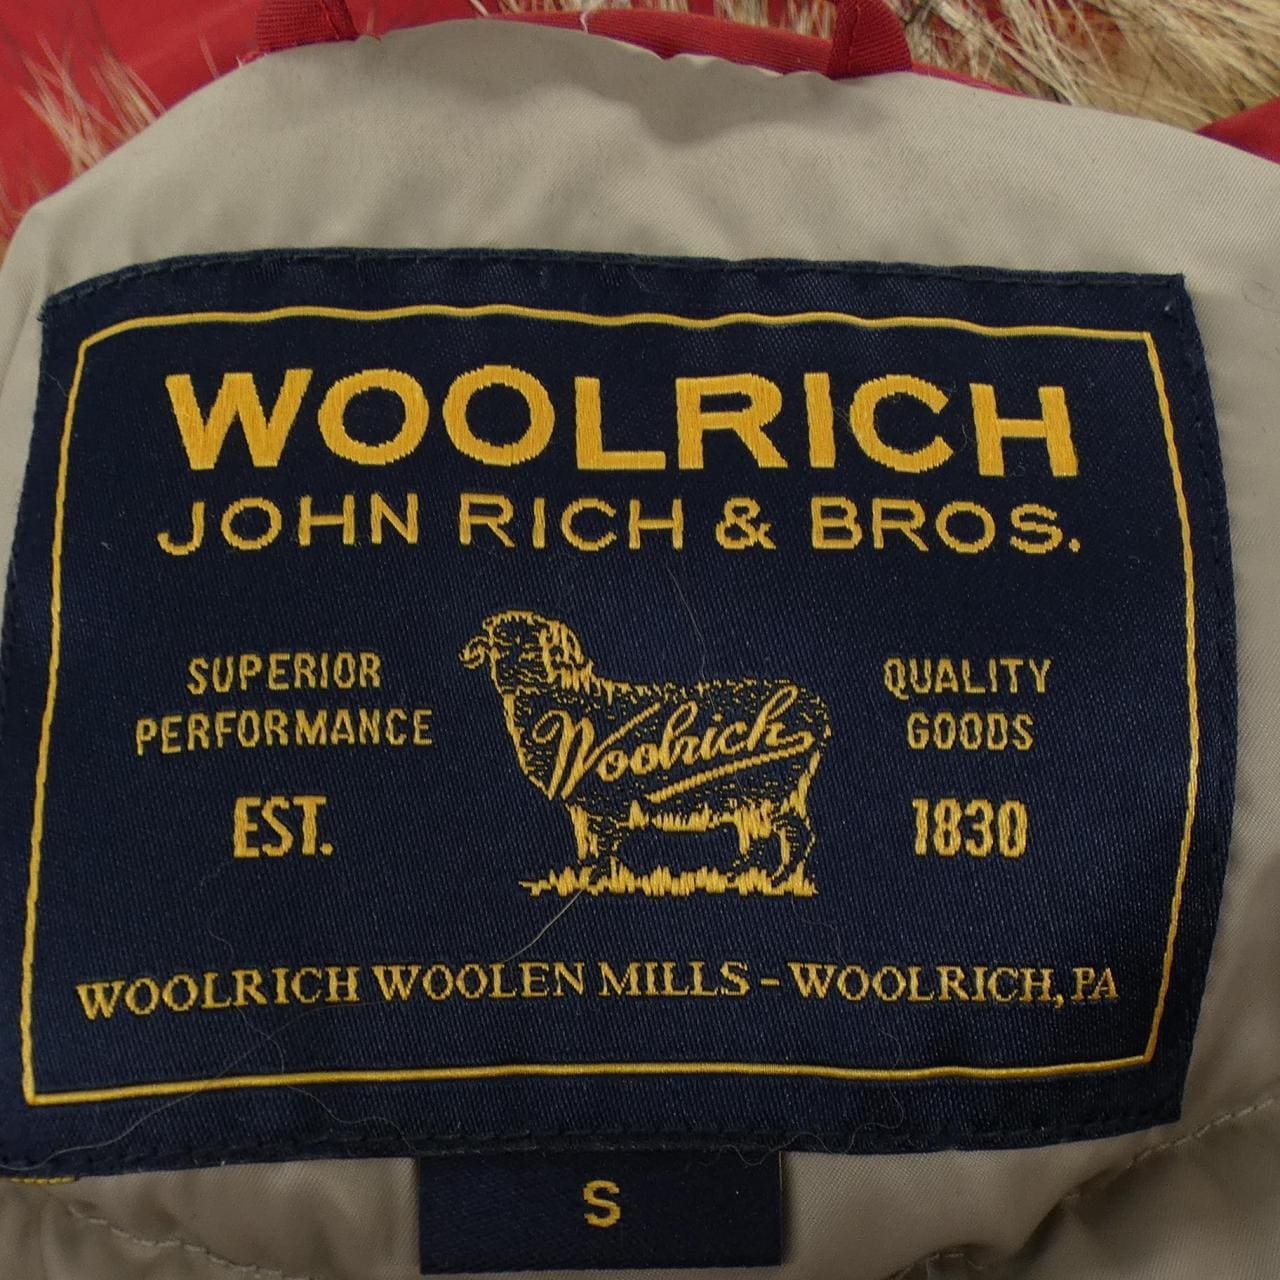 WOOLRICH
JOHN RICH & BROS.
SUPERIOR
PERFORMANCE
EST.
Woolrich
QUALITY
GOODS
1830
WOOLRICH WOOLEN MILLS - WOOLRICH, PA
S